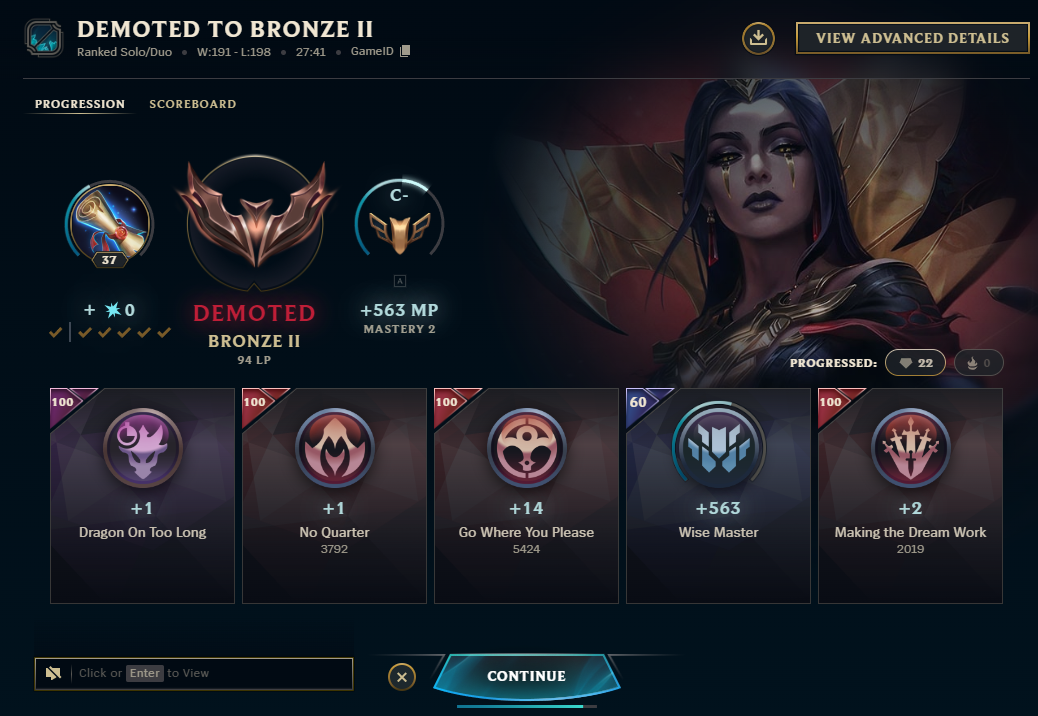 DEMOTED TO BRONZE II
Ranked Solo/Duo • W:191 - L:198 • 27:41 • GameID
VIEW ADVANCED DETAILS
PROGRESSION
SCOREBOARD
37
+ 0
DEMOTED
BRONZE II
94 LP
C-
A
+563 MP
MASTERY 2
PROGRESSED: 22 0
100
+1
Dragon On Too Long
100
+1
No Quarter
3792
100
+14
Go Where You Please
5424
60
+563
Wise Master
100
+2
Making the Dream Work
2019
Click or Enter to View
CONTINUE